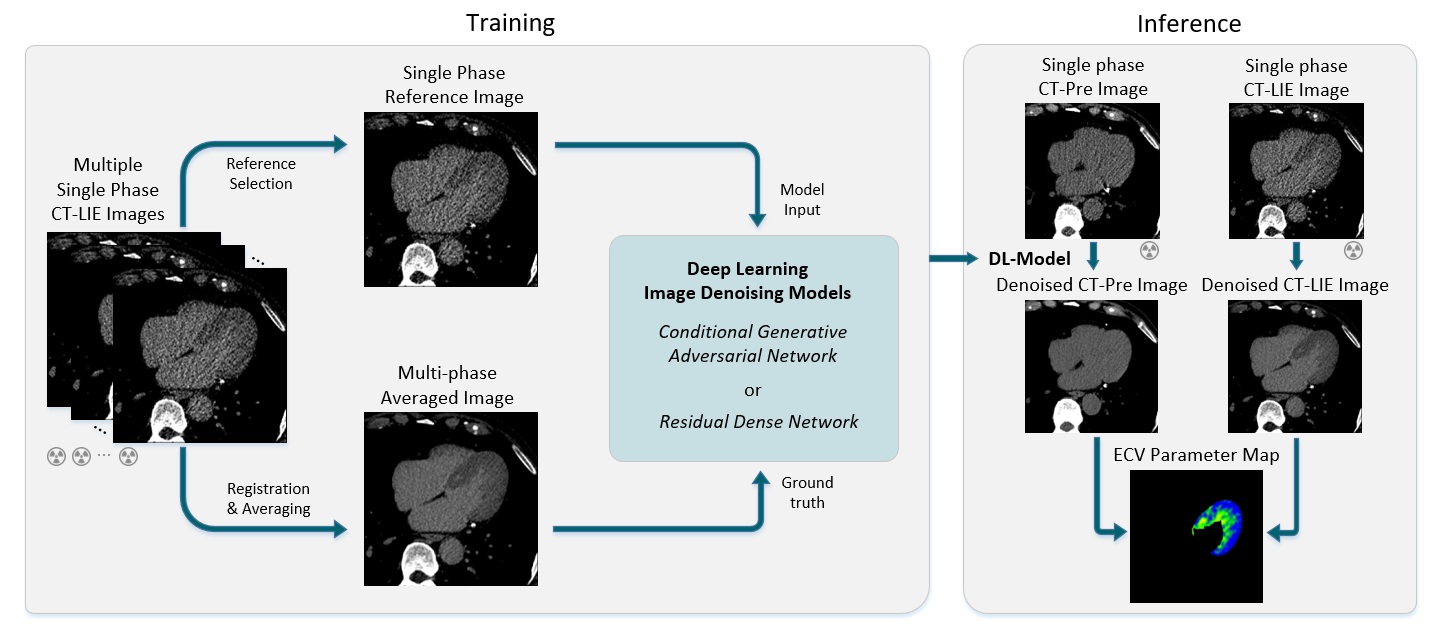 Training
Inference
Single Phase
Reference Image
Multiple
Single Phase
CT-LIE Images
Reference
Selection
Model
Input
Deep Learning
Image Denoising Models
Conditional Generative
Adversarial Network
or
Residual Dense Network
Multi-phase
Averaged Image
Registration
& Averaging
Ground
truth
Single phase
CT-Pre Image
Single phase
CT-LIE Image
DL-Model
Denoised CT-Pre Image
Denoised CT-LIE Image
ECV Parameter Map